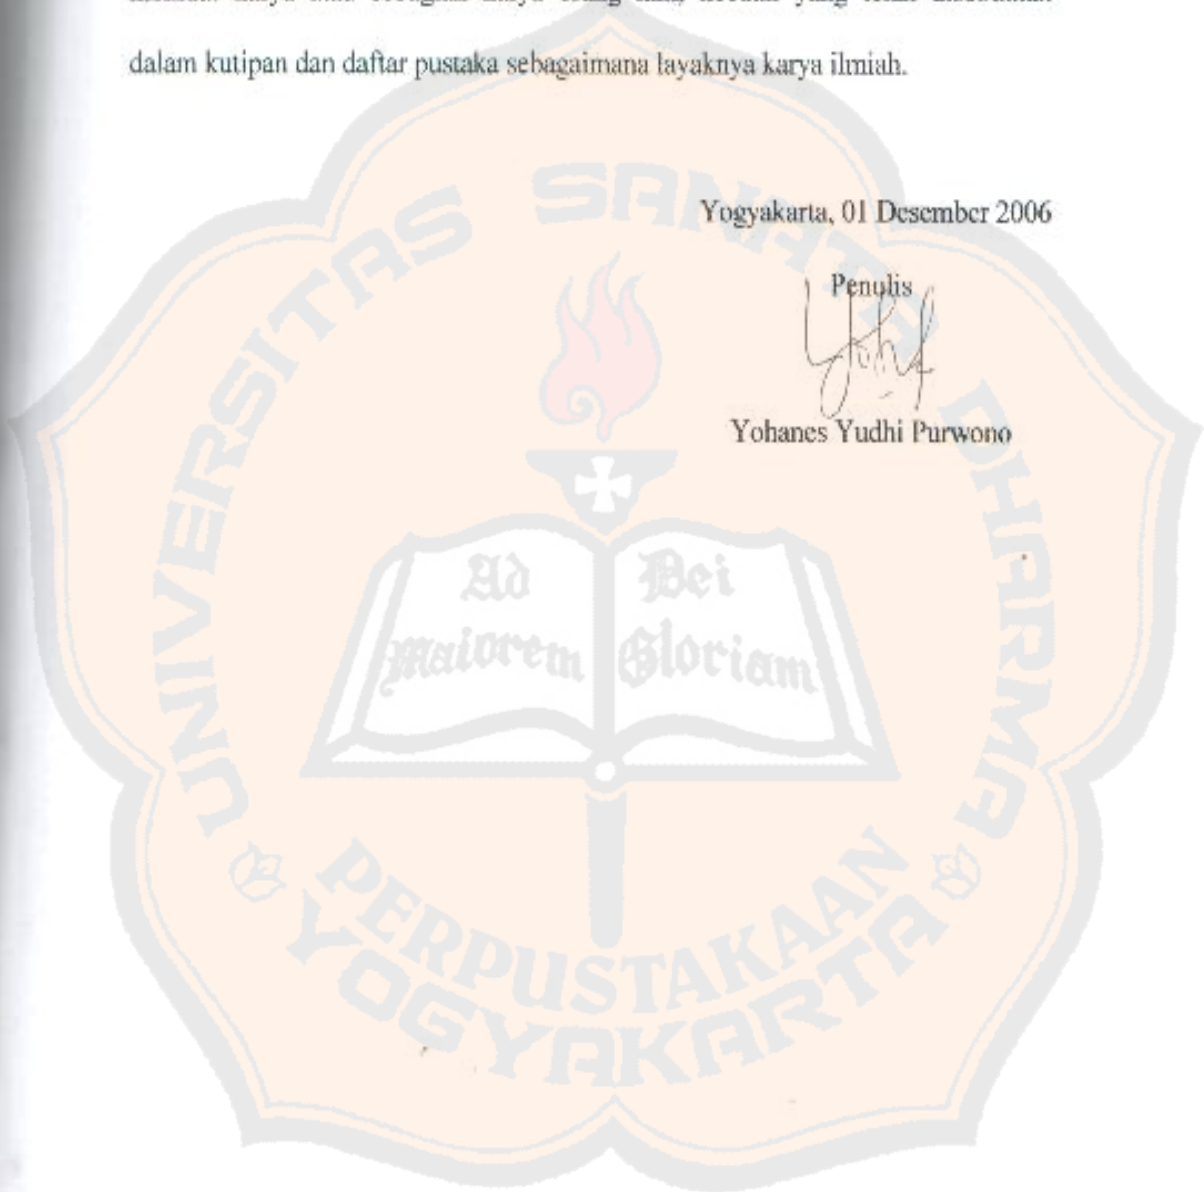 dalam kutipan dan daftar pustaka sebagaimana layaknya karya ilmiah.
Yogyakarta, 01 Desember 2006
Penulis
Yohanes Yudhi Purwono
UNIVERSITAS SANATA DHARMA
Ad
Dei
Maiorem
Gloriam
PERPUSTAKAAN
YOGYAKARTA